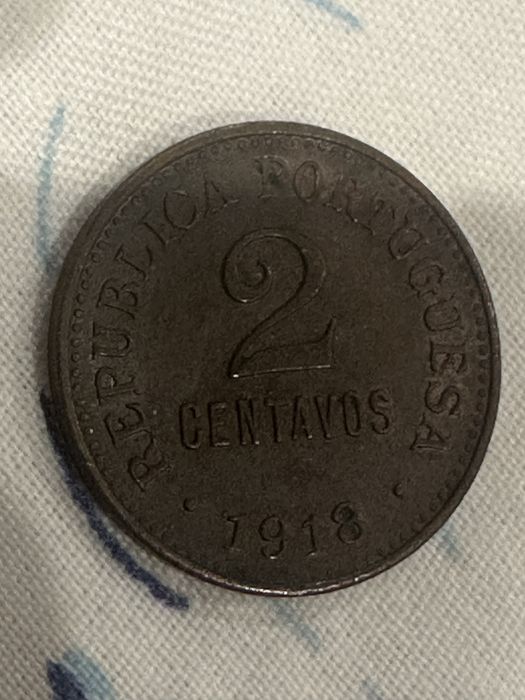 REPUBLICA PORTUGUESA
2
CENTAVOS
1918